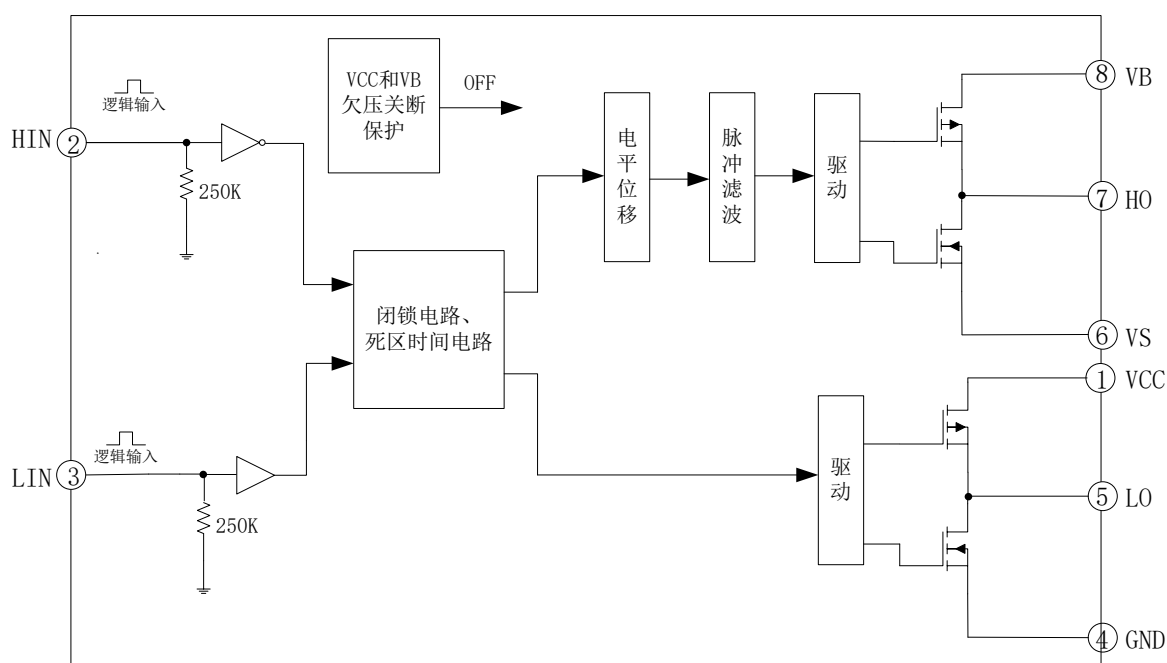 VCC和VB
欠压关断
保护
OFF
逻辑输入
HIN
2
250K
电平位移
脉冲滤波
驱动
8 VB
7 HO
6 VS
闭锁电路、
死区时间电路
1 VCC
逻辑输入
LIN
3
250K
驱动
5 LO
4 GND